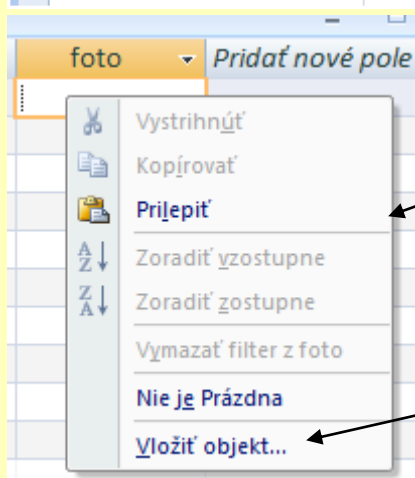 foto Pridať nové pole
Vystrihnúť
Kopírovať
Prilepiť
Zoradiť vzostupne
Zoradiť zostupne
Vymazať filter z foto
Nie je Prázdna
Vložiť objekt...